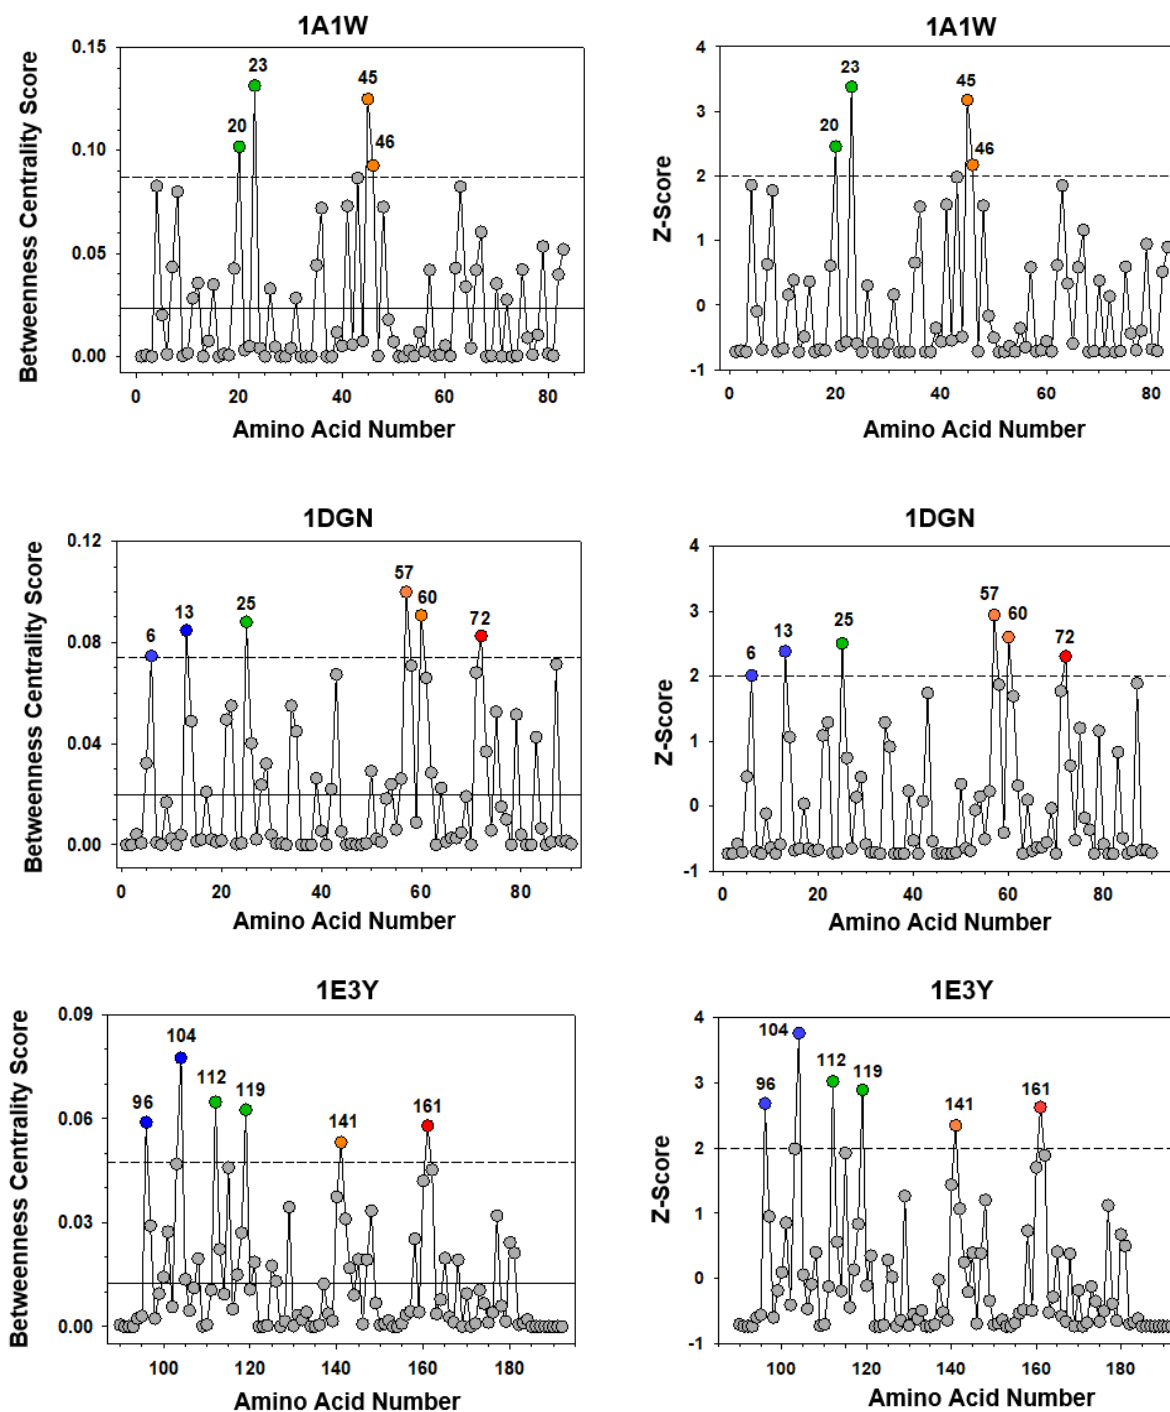 1A1W
Betweenness Centrality Score
0.15
0.10
0.05
0.00
23
20
45
46
0 20 40 60 80
Amino Acid Number
1A1W
Z-Score
4
3
2
1
0
-1
23
20
45
46
0 20 40 60 80
Amino Acid Number
1DGN
Betweenness Centrality Score
0.12
0.08
0.04
0.00
6
13
25
57
60
72
0 20 40 60 80
Amino Acid Number
1DGN
Z-Score
4
3
2
1
0
-1
6
13
25
57
60
72
0 20 40 60 80
Amino Acid Number
1E3Y
Betweenness Centrality Score
0.09
0.06
0.03
0.00
96
104
112
119
141
161
100 120 140 160 180
Amino Acid Number
1E3Y
Z-Score
4
3
2
1
0
-1
96
104
112
119
141
161
100 120 140 160 180
Amino Acid Number